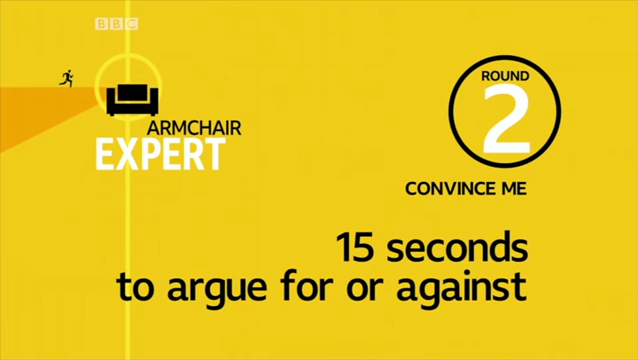 BBC
ARMCHAIR
EXPERT
ROUND
2
CONVINCE ME
15 seconds
to argue for or against